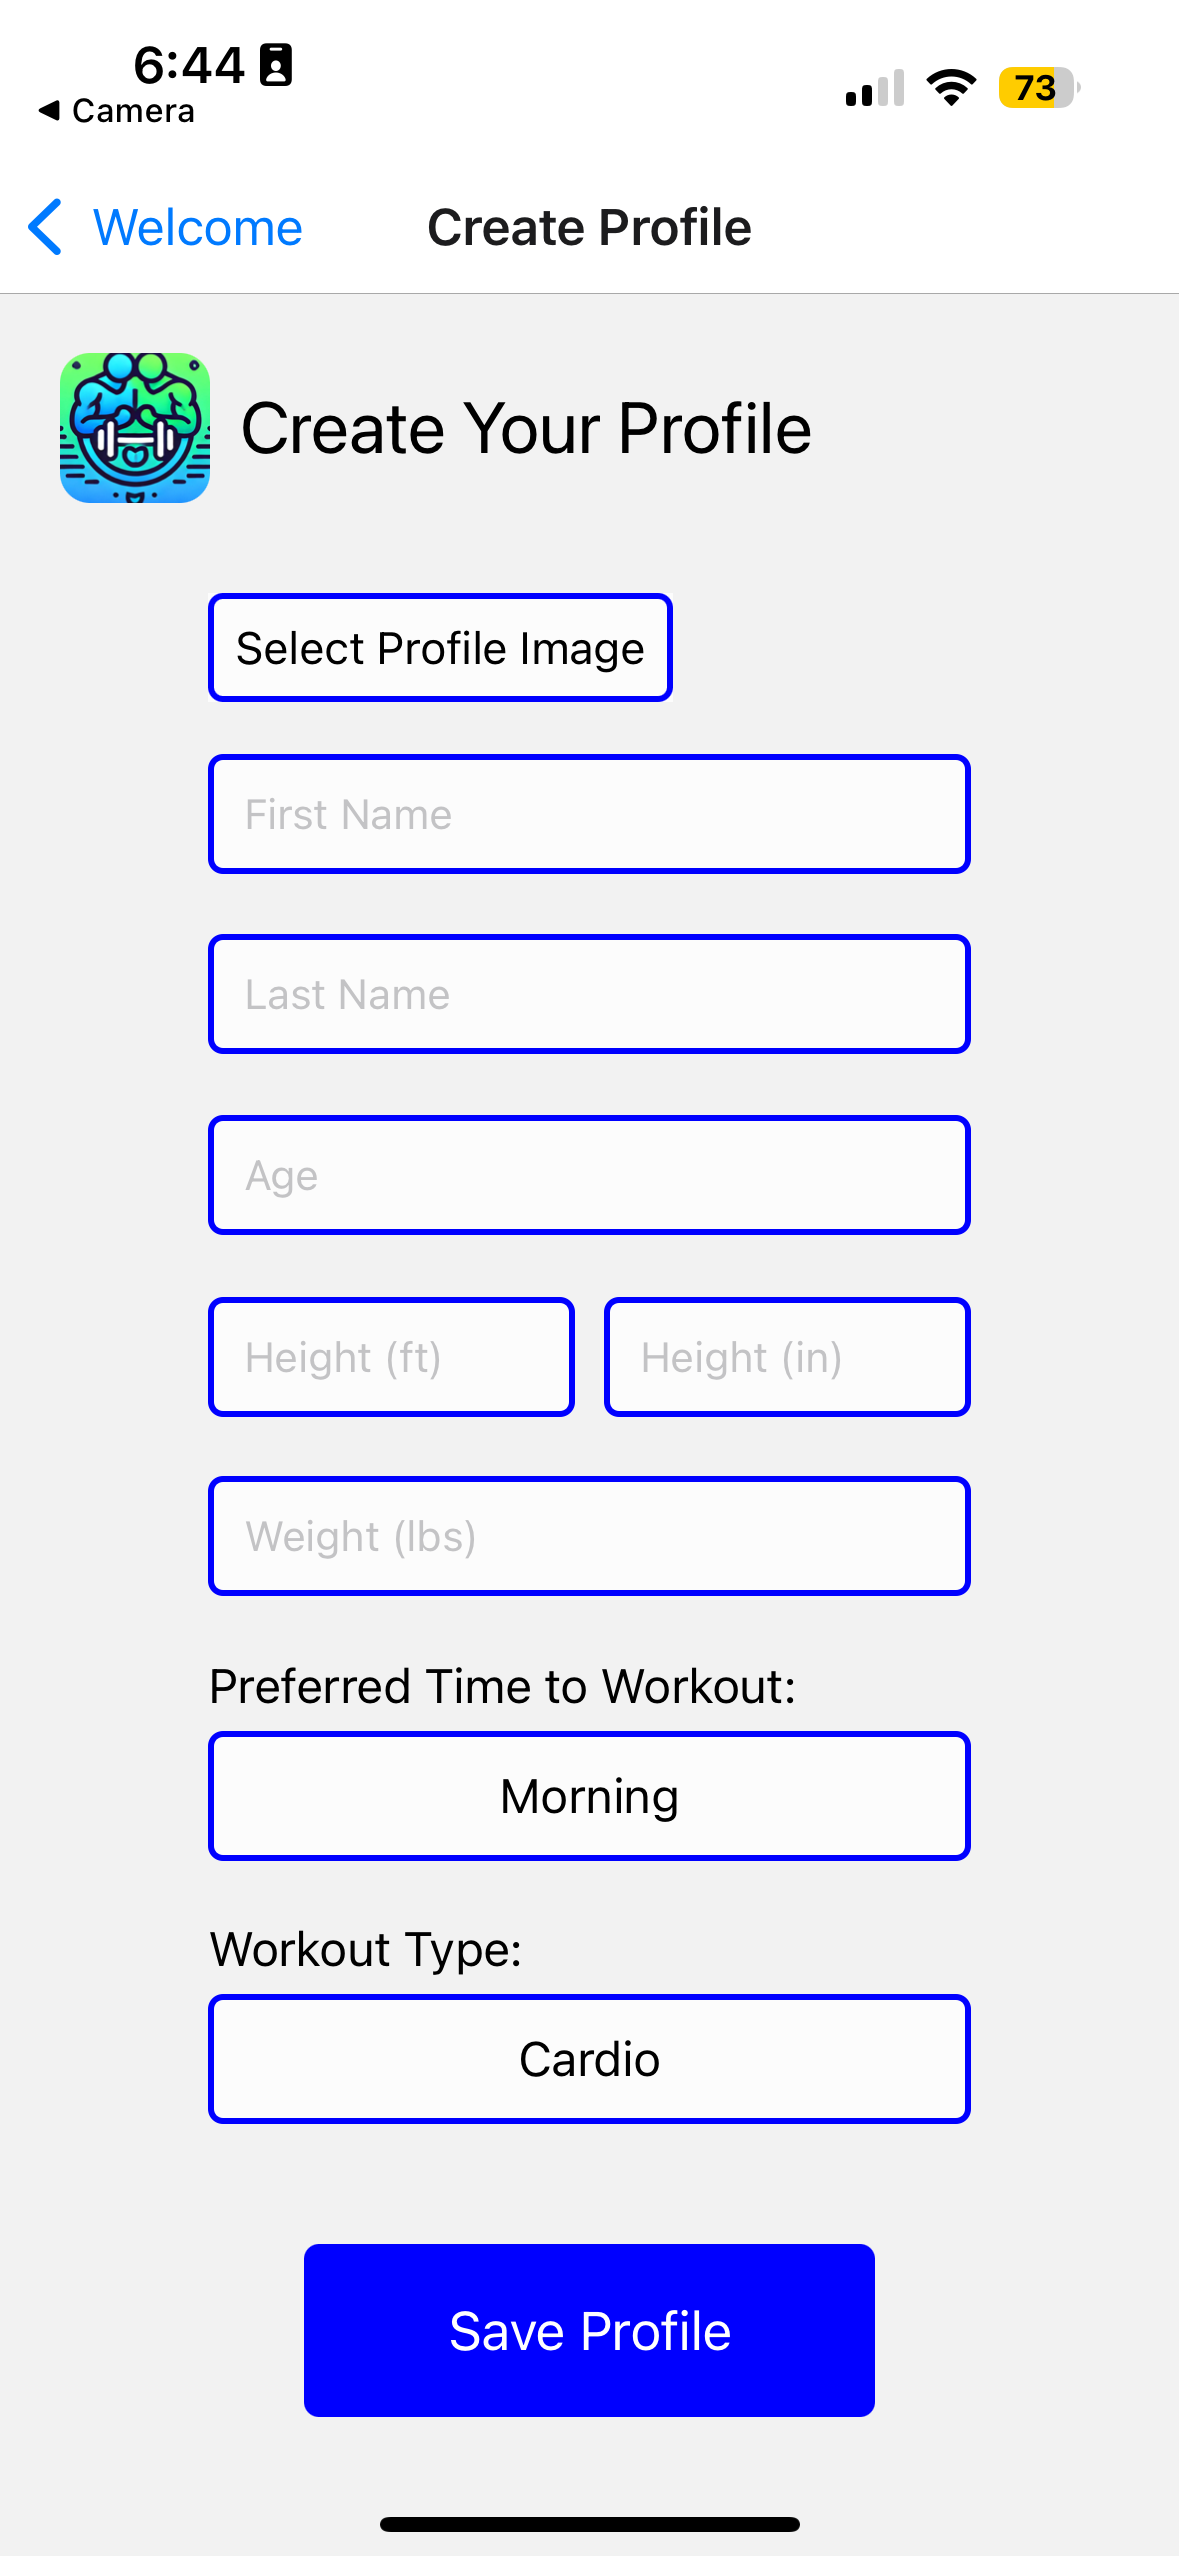 6:44
Camera
73
Welcome
Create Profile
Create Your Profile
Select Profile Image
First Name
Last Name
Age
Height (ft) Height (in)
Weight (lbs)
Preferred Time to Workout:
Morning
Workout Type:
Cardio
Save Profile